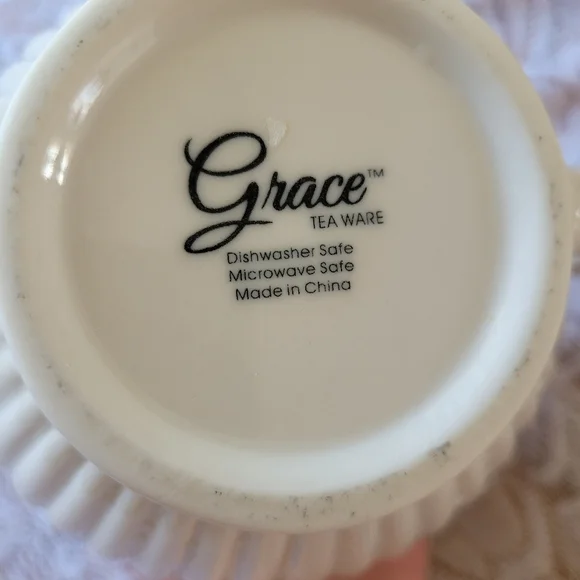 Grace™
TEA WARE
Dishwasher Safe
Microwave Safe
Made in China